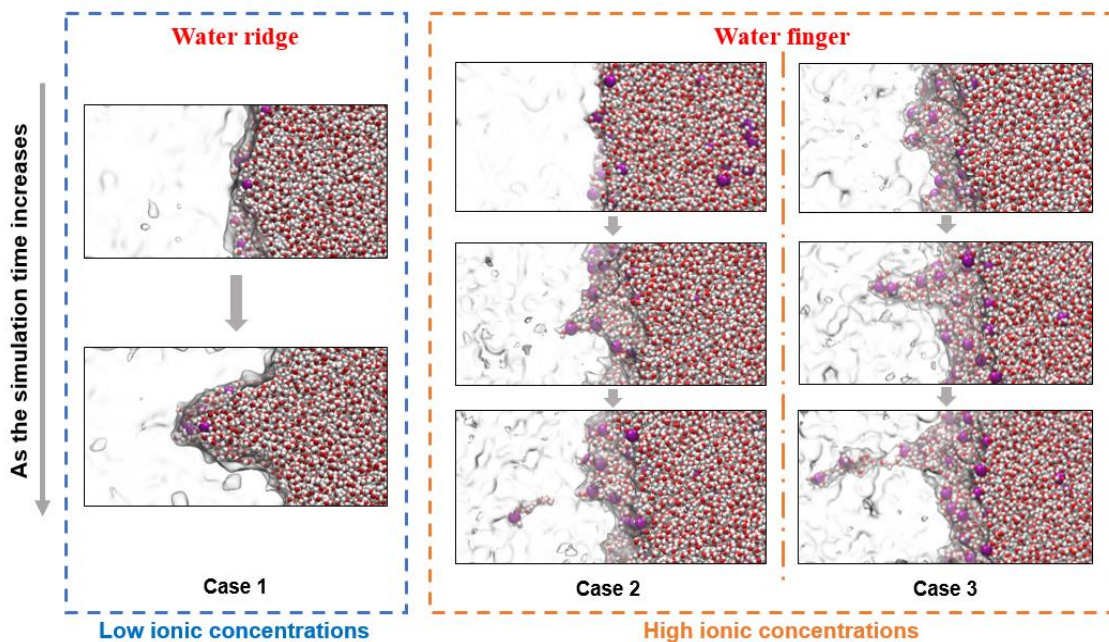 Water ridge
Water finger
As the simulation time increases
Case 1
Case 2
Case 3
Low ionic concentrations
High ionic concentrations